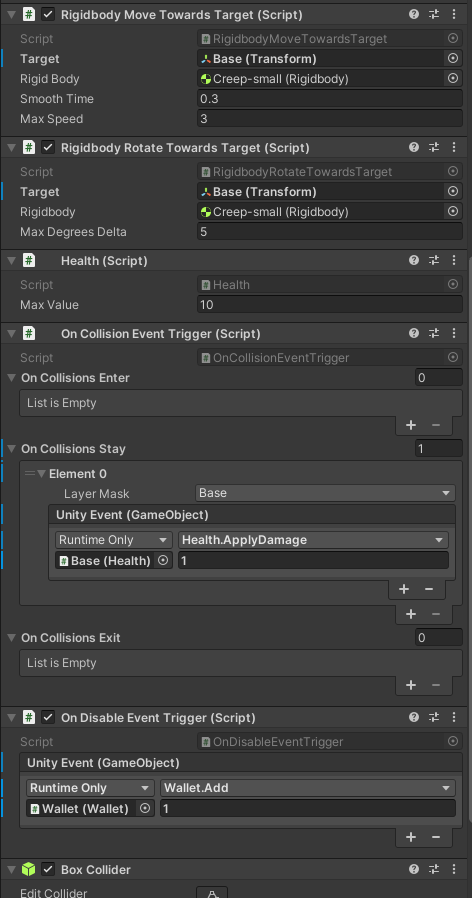 Rigidbody Move Towards Target (Script)
Script RigidbodyMoveTowardsTarget
Target Base (Transform)
Rigid Body Creep-small (Rigidbody)
Smooth Time 0.3
Max Speed 3
Rigidbody Rotate Towards Target (Script)
Script RigidbodyRotateTowardsTarget
Target Base (Transform)
Rigidbody Creep-small (Rigidbody)
Max Degrees Delta 5
Health (Script)
Script Health
Max Value 10
On Collision Event Trigger (Script)
Script OnCollisionEventTrigger
On Collisions Enter 0
List is Empty
On Collisions Stay 1
Element 0
Layer Mask Base
Unity Event (GameObject)
Runtime Only Health.ApplyDamage
Base (Health) 1
On Collisions Exit 0
List is Empty
On Disable Event Trigger (Script)
Script OnDisableEventTrigger
Unity Event (GameObject)
Runtime Only Wallet.Add
Wallet (Wallet) 1
Box Collider
Edit Collider